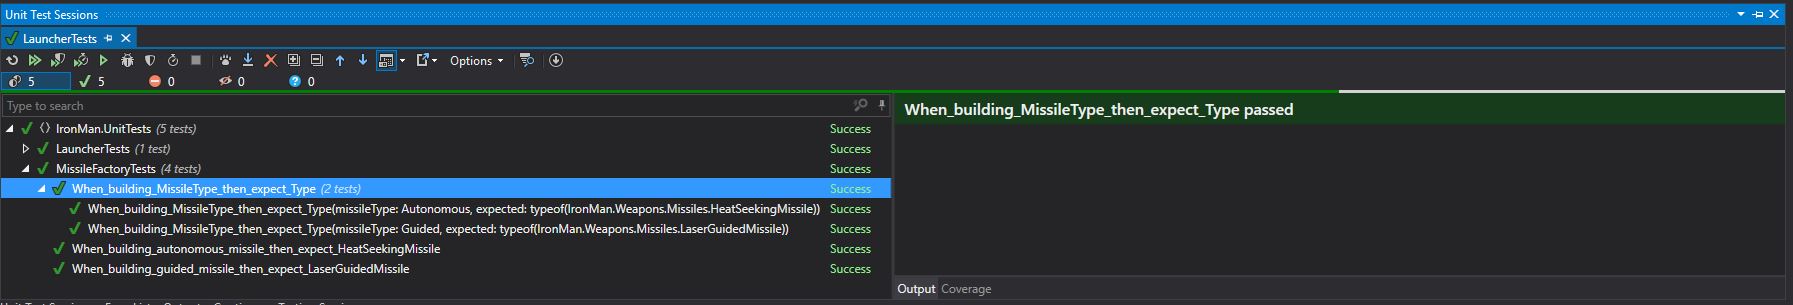 Unit Test Sessions
LauncherTests
Options
5 5 0 0 0
Type to search
When_building_MissileType_then_expect_Type passed
IronMan.UnitTests (5 tests) Success
LauncherTests (1 test) Success
MissileFactoryTests (4 tests) Success
When_building_MissileType_then_expect_Type (2 tests) Success
When_building_MissileType_then_expect_Type(missileType: Autonomous, expected: typeof(IronMan.Weapons.Missiles.HeatSeekingMissile)) Success
When_building_MissileType_then_expect_Type(missileType: Guided, expected: typeof(IronMan.Weapons.Missiles.LaserGuidedMissile)) Success
When_building_autonomous_missile_then_expect_HeatSeekingMissile Success
When_building_guided_missile_then_expect_LaserGuidedMissile Success
Output Coverage